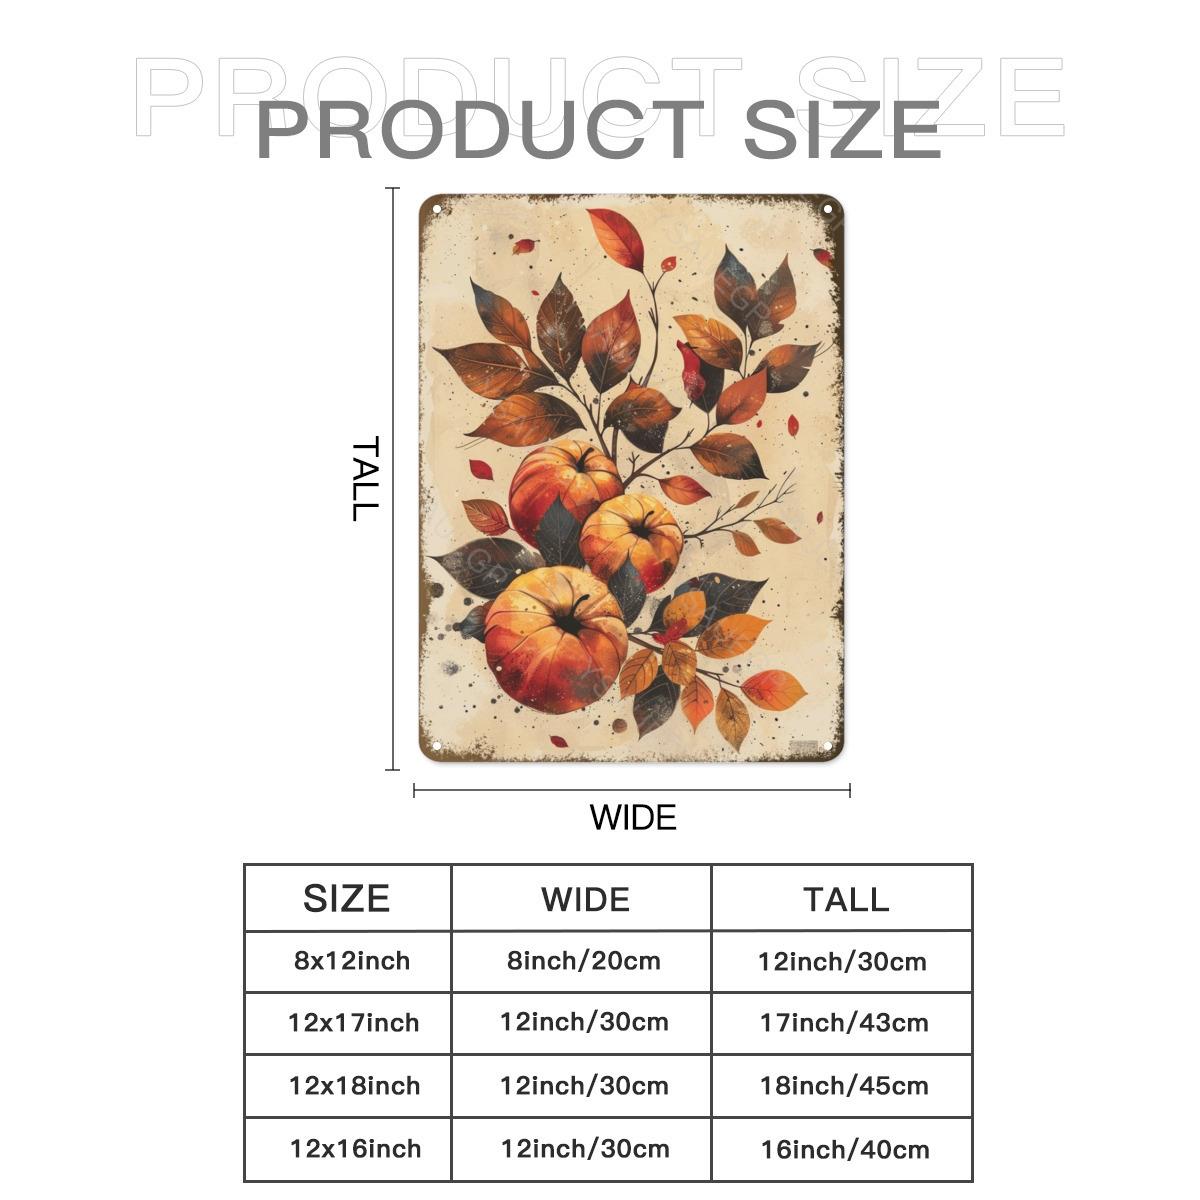 PRODUCT SIZE
PRODUCT SIZE
TALL
WIDE
SIZE WIDE TALL
8x12inch 8inch/20cm 12inch/30cm
12x17inch 12inch/30cm 17inch/43cm
12x18inch 12inch/30cm 18inch/45cm
12x16inch 12inch/30cm 16inch/40cm